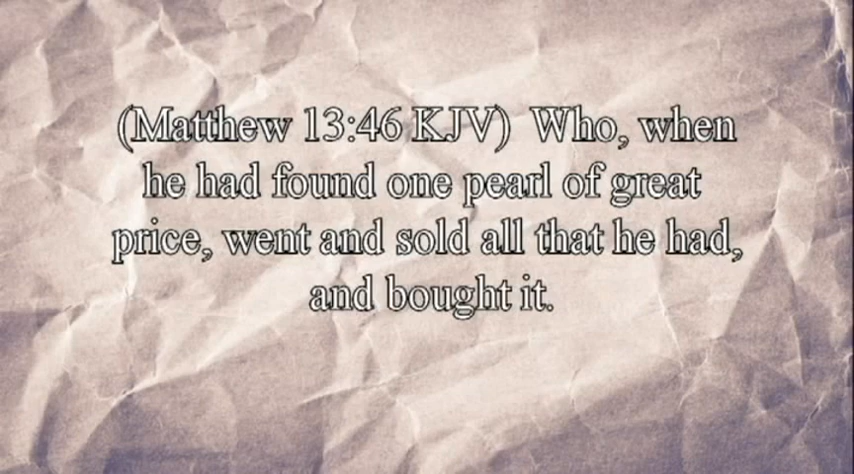 (Matthew 13:46 KJV)  Who, when
he had found one pearl of great
price, went and sold all that he had,
and bought it.